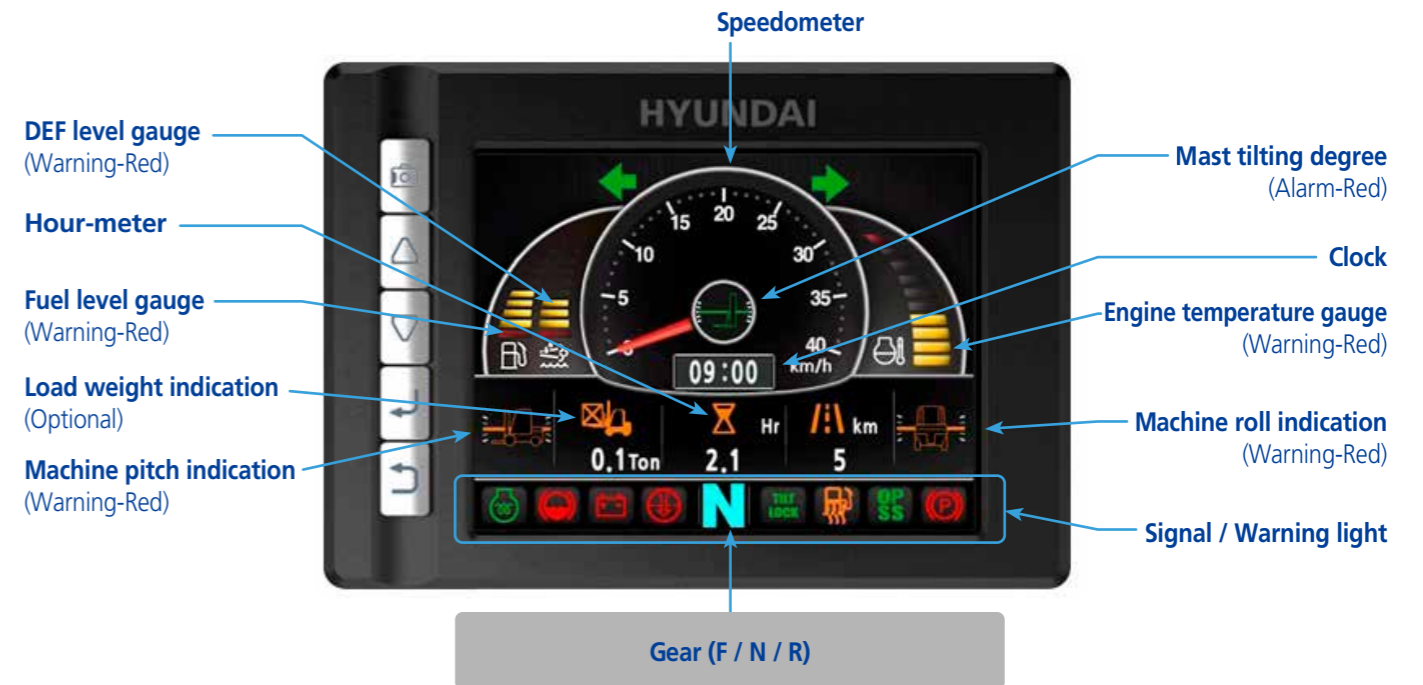 Speedometer
HYUNDAI
DEF level gauge
(Warning-Red)
Hour-meter
Fuel level gauge
(Warning-Red)
Load weight indication
(Optional)
Machine pitch indication
(Warning-Red)
Mast tilting degree
(Alarm-Red)
Clock
Engine temperature gauge
(Warning-Red)
Machine roll indication
(Warning-Red)
Signal / Warning light
0 5 10 15 20 25 30 35 40
km/h
09:00
Hr km
0.1 Ton 2.1 5
N TILT LOCK OP SS P
Gear (F / N / R)